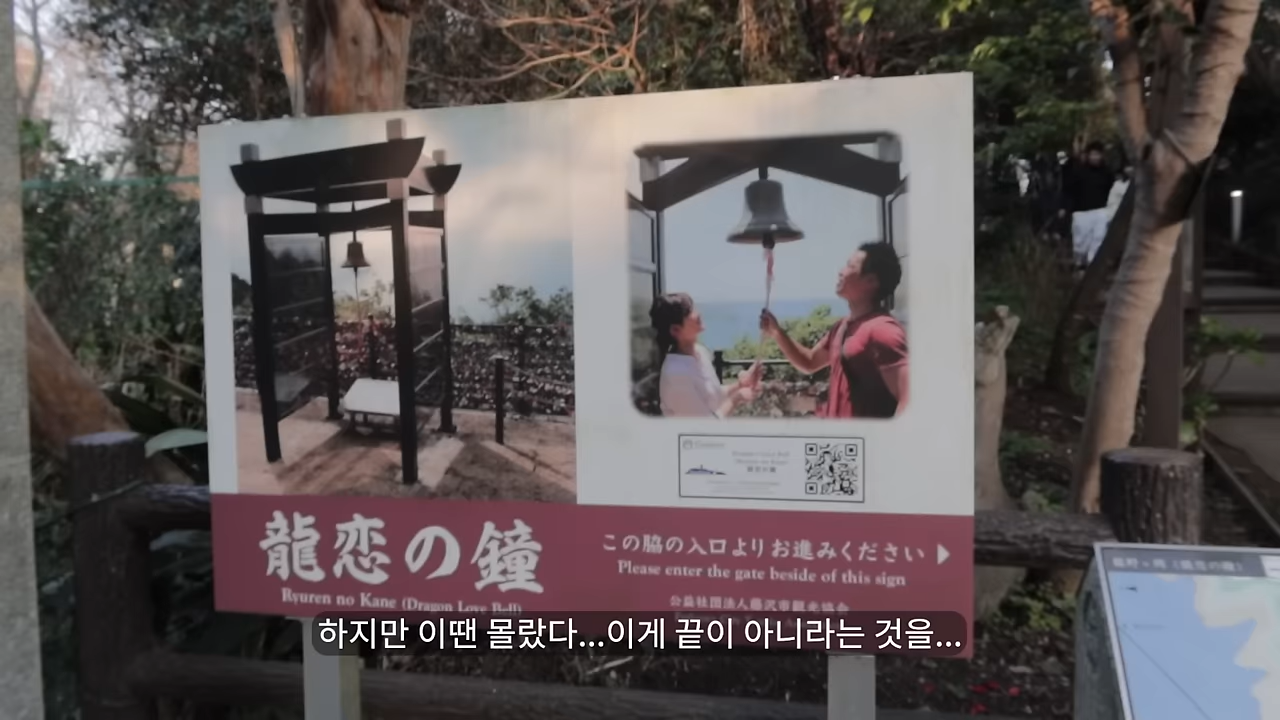 龍恋の鐘
Ryuren no Kane (Dragon Love Bell)
この脇の入口よりお進みください
Please enter the gate beside of this sign
公益社団法人藤沢市観光協会
하지만 이땐 몰랐다...이게 끝이 아니라는 것을...